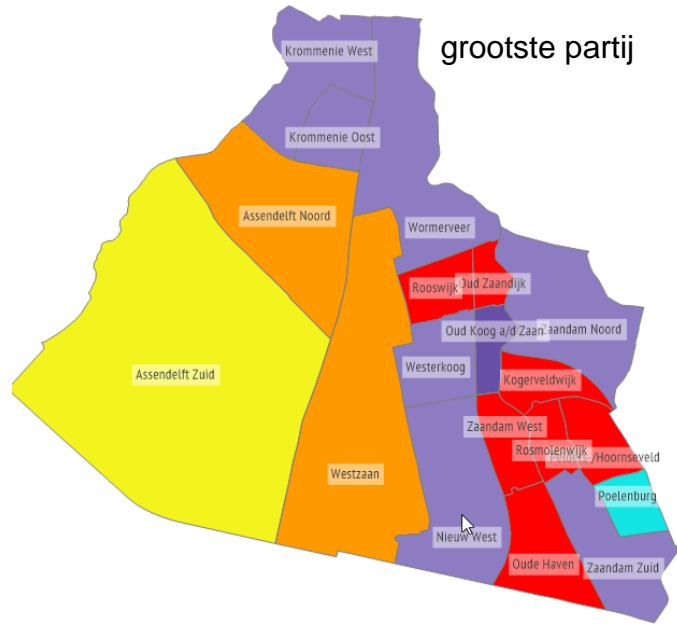 grootste partij
Krommenie West
Krommenie Oost
Assendelft Noord
Wormerveer
Rooswijk
Oud Zaandijk
Oud Koog a/d Zaan
Zaandam Noord
Assendelft Zuid
Westerkoog
Kogerveldwijk
Zaandam West
Rosmolenwijk
/Hoornseveld
Westzaan
Poelenburg
Nieuw West
Oude Haven
Zaandam Zuid